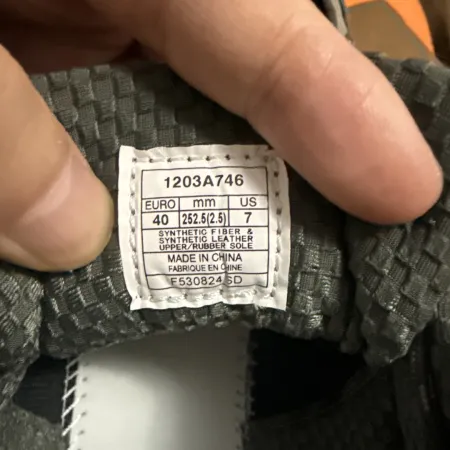 1203A746
EURO mm US
40 252.5(2.5) 7
SYNTHETIC FIBER &
SYNTHETIC LEATHER
UPPER/RUBBER SOLE
MADE IN CHINA
FABRIQUE EN CHINE
F530824 SD